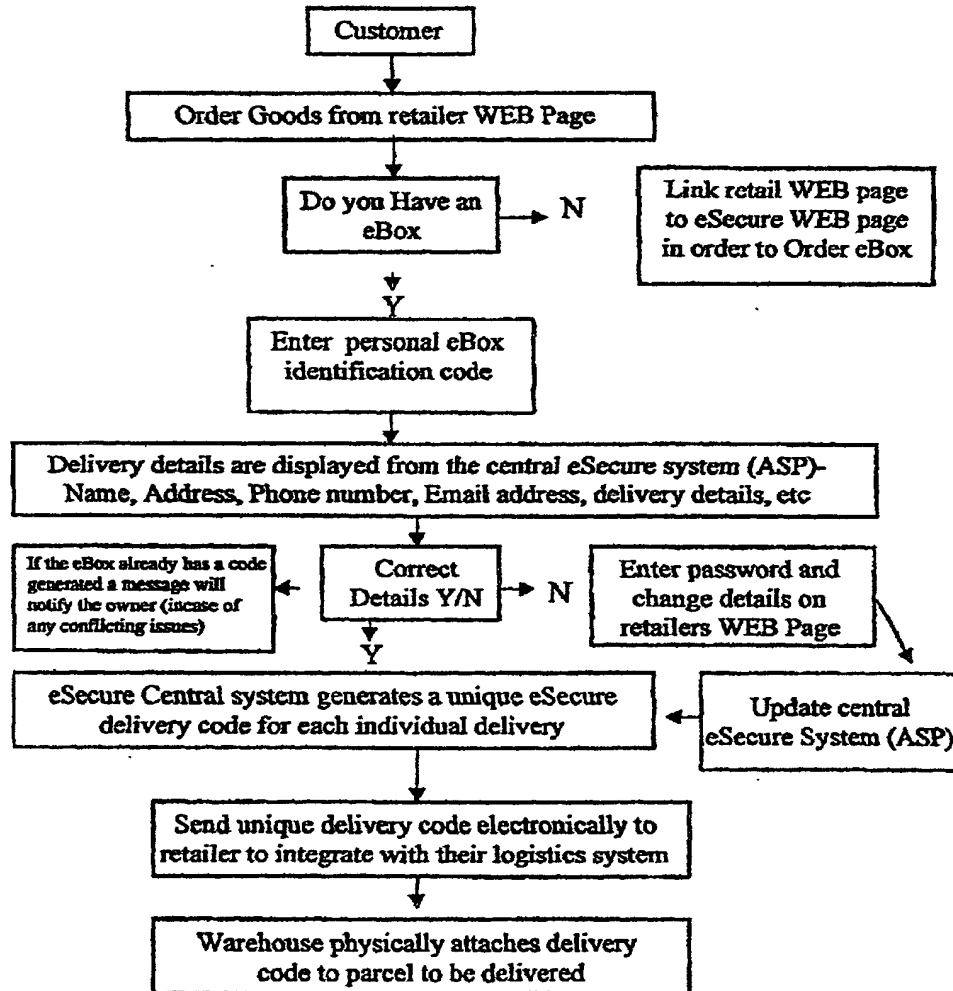 Customer
Order Goods from retailer WEB Page
Do you Have an
eBox
N
Link retail WEB page
to eSecure WEB page
in order to Order eBox
Y
Enter personal eBox
identification code
Delivery details are displayed from the central eSecure system (ASP)-
Name, Address, Phone number, Email address, delivery details, etc
If the eBox already has a code
generated a message will
notify the owner (incase of
any conflicting issues)
Correct
Details Y/N
N
Enter password and
change details on
retailers WEB Page
Y
eSecure Central system generates a unique eSecure
delivery code for each individual delivery
Update central
eSecure System (ASP)
Send unique delivery code electronically to
retailer to integrate with their logistics system
Warehouse physically attaches delivery
code to parcel to be delivered